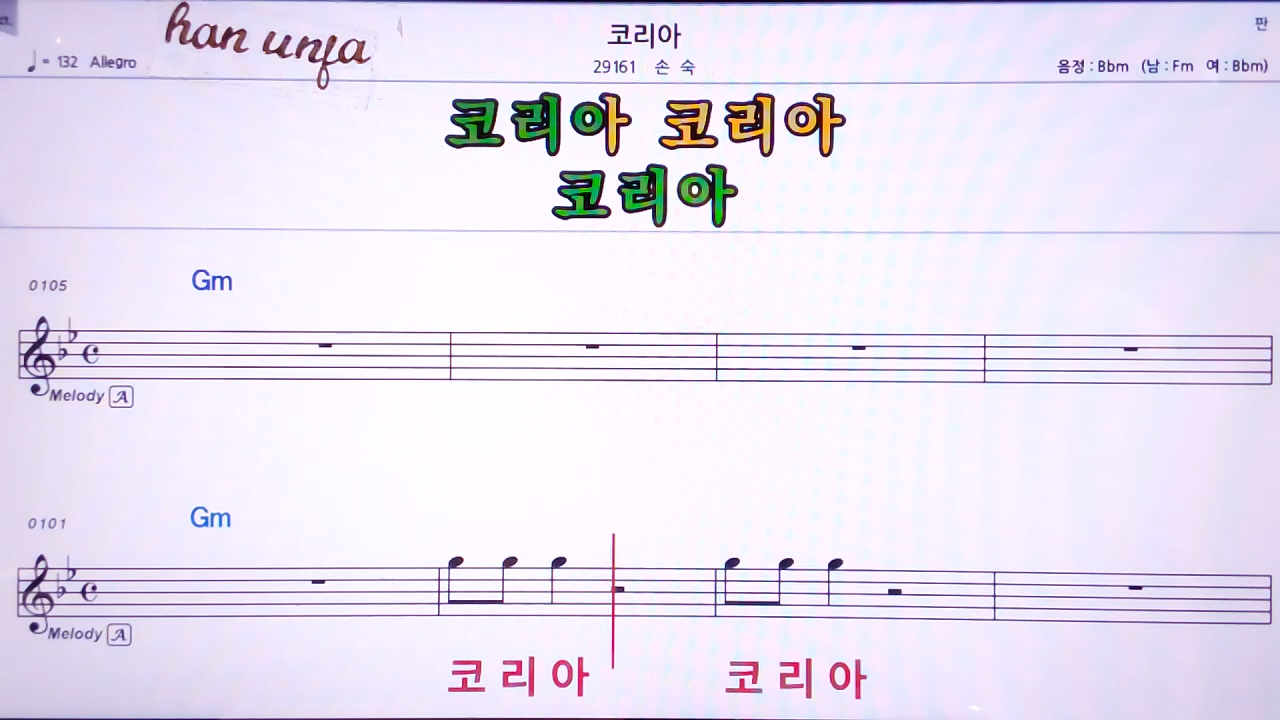 코리아
판
han unja
♩= 132 Allegro
29161 손 숙
음정 : Bbm (남 : Fm 여 : Bbm)
코리아 코리아
코리아
0105 Gm
Melody A
0101 Gm
Melody A
코 리 아 코 리 아